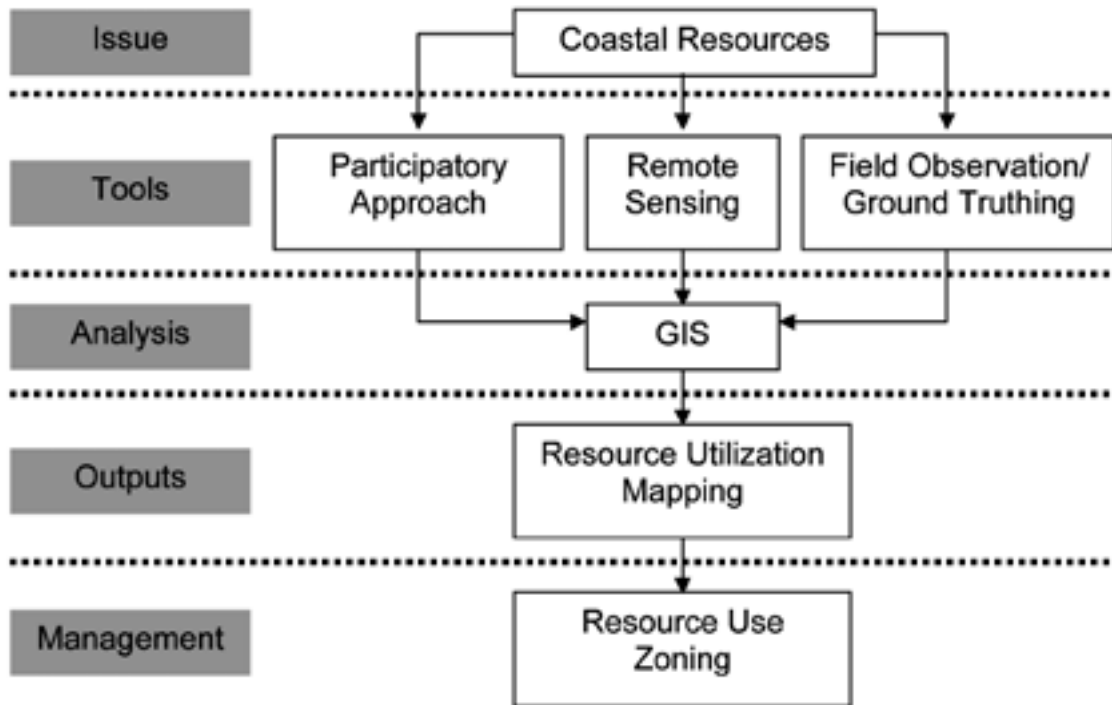 Issue
Coastal Resources
Tools
Participatory
Approach
Remote
Sensing
Field Observation/
Ground Truthing
Analysis
GIS
Outputs
Resource Utilization
Mapping
Management
Resource Use
Zoning